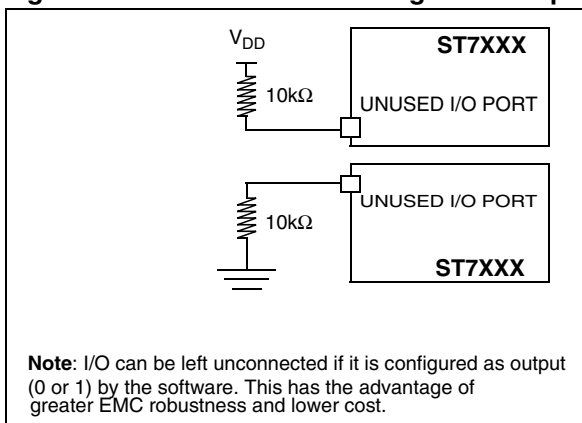 V_DD
ST7XXX
10kΩ
UNUSED I/O PORT
UNUSED I/O PORT
10kΩ
ST7XXX
Note: I/O can be left unconnected if it is configured as output
(0 or 1) by the software. This has the advantage of
greater EMC robustness and lower cost.